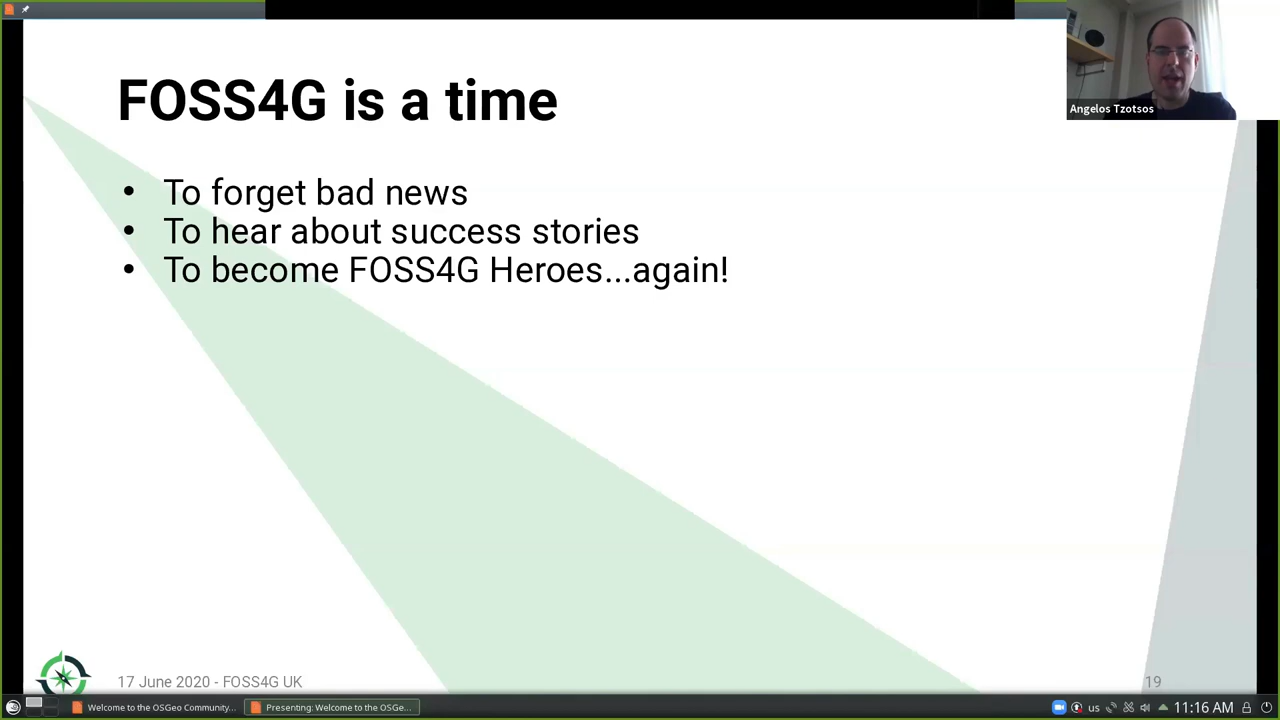 Angelos Tzotsos
FOSS4G is a time
• To forget bad news
• To hear about success stories
• To become FOSS4G Heroes...again!
17 June 2020 - FOSS4G UK
19
Welcome to the OSGeo Community...
Presenting: Welcome to the OSGe...
us
11:16 AM